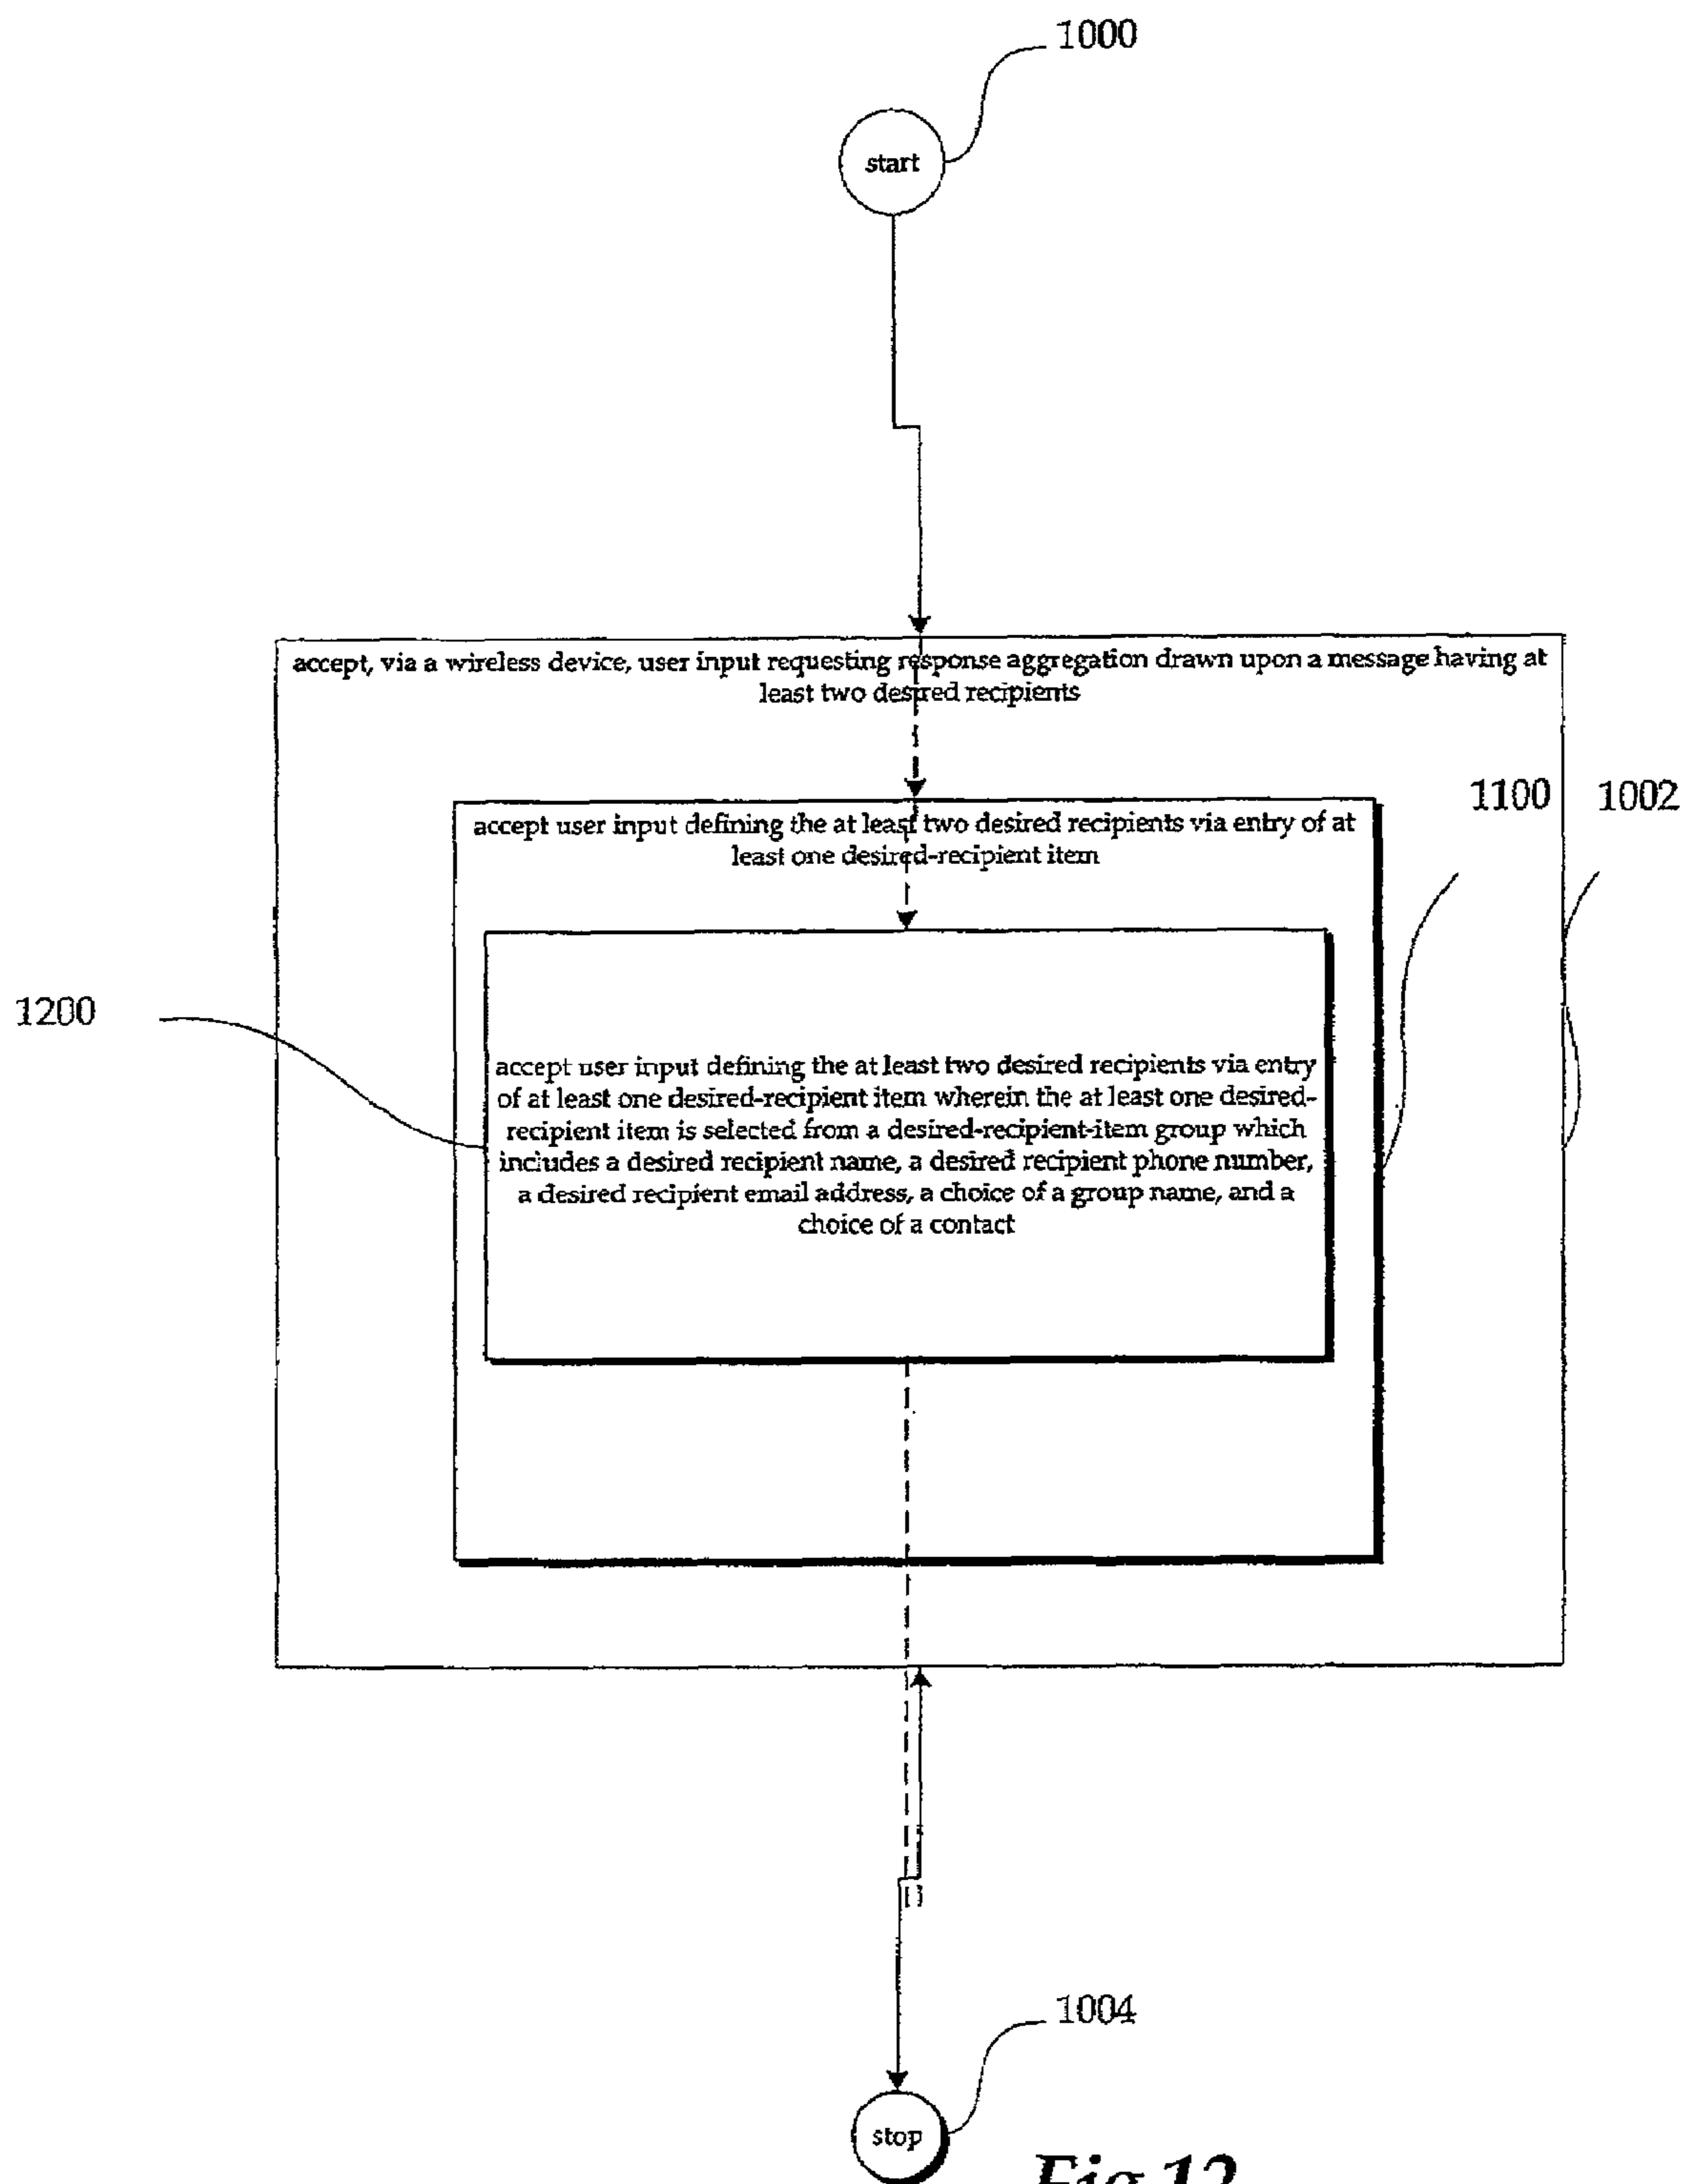 1000
start
accept, via a wireless device, user input requesting response aggregation drawn upon a message having at
least two desired recipients
1100
1002
accept user input defining the at least two desired recipients via entry of at
least one desired-recipient item
1200
accept user input defining the at least two desired recipients via entry
of at least one desired-recipient item wherein the at least one desired-
recipient item is selected from a desired-recipient-item group which
includes a desired recipient name, a desired recipient phone number,
a desired recipient email address, a choice of a group name, and a
choice of a contact
1004
stop
Fig 12